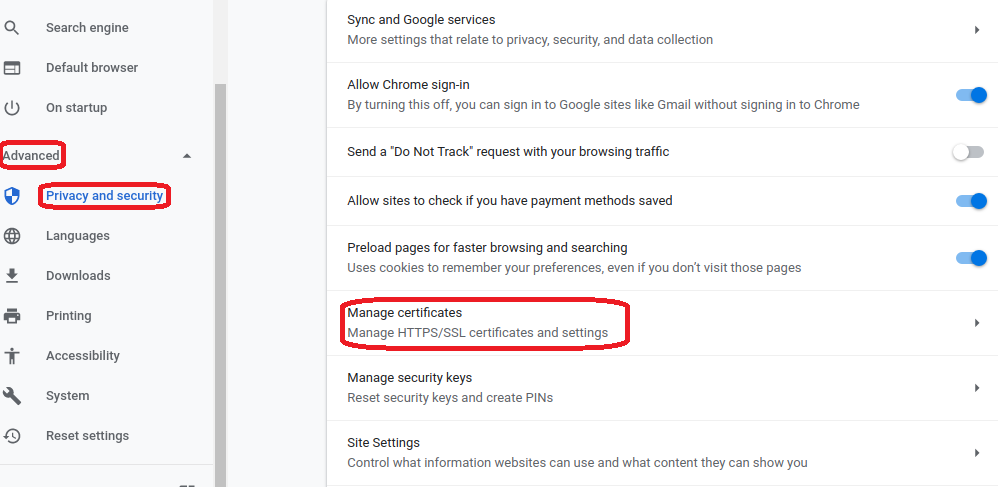 Search engine
Default browser
On startup
Advanced
Privacy and security
Languages
Downloads
Printing
Accessibility
System
Reset settings
Sync and Google services
More settings that relate to privacy, security, and data collection
Allow Chrome sign-in
By turning this off, you can sign in to Google sites like Gmail without signing in to Chrome
Send a "Do Not Track" request with your browsing traffic
Allow sites to check if you have payment methods saved
Preload pages for faster browsing and searching
Uses cookies to remember your preferences, even if you don’t visit those pages
Manage certificates
Manage HTTPS/SSL certificates and settings
Manage security keys
Reset security keys and create PINs
Site Settings
Control what information websites can use and what content they can show you